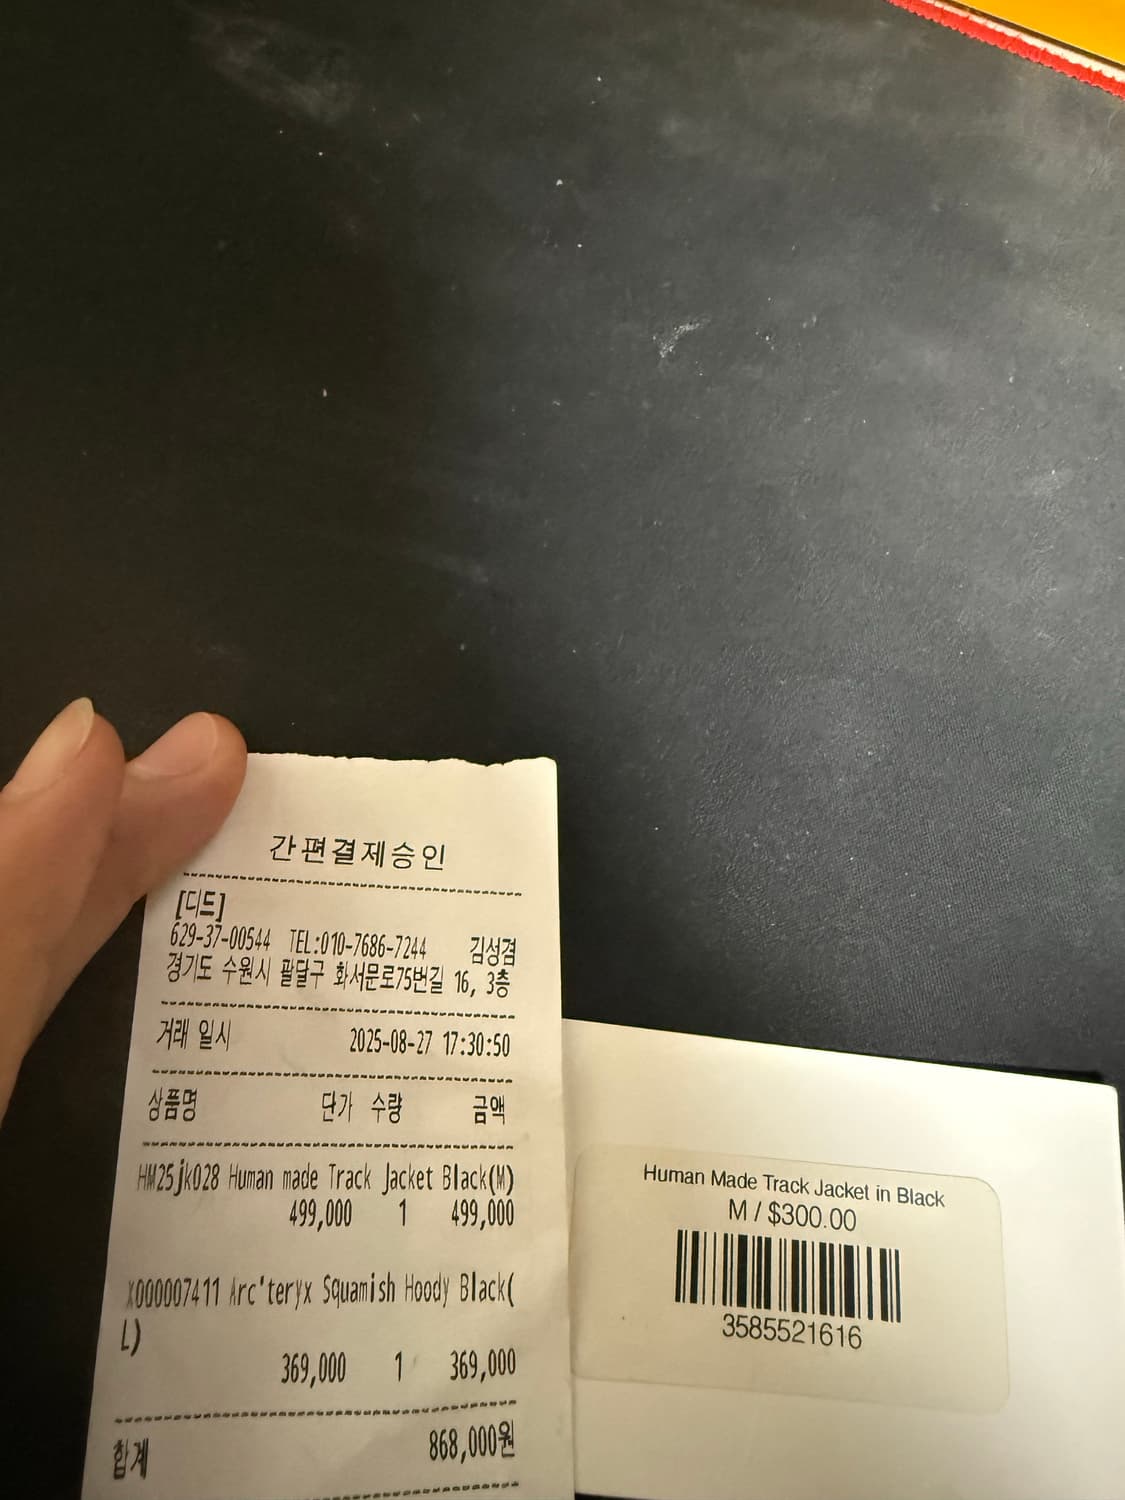 간편결제승인
[디드]
629-37-00544 TEL:010-7686-7244 김성겸
경기도 수원시 팔달구 화서문로75번길 16, 3층
거래 일시 2025-08-27 17:30:50
상품명 단가 수량 금액
HM25jk028 Human made Track Jacket Black(M)
499,000 1 499,000
X000007411 Arc'teryx Squamish Hoody Black(
L)
369,000 1 369,000
합계 868,000원
Human Made Track Jacket in Black
M / $300.00
3585521616